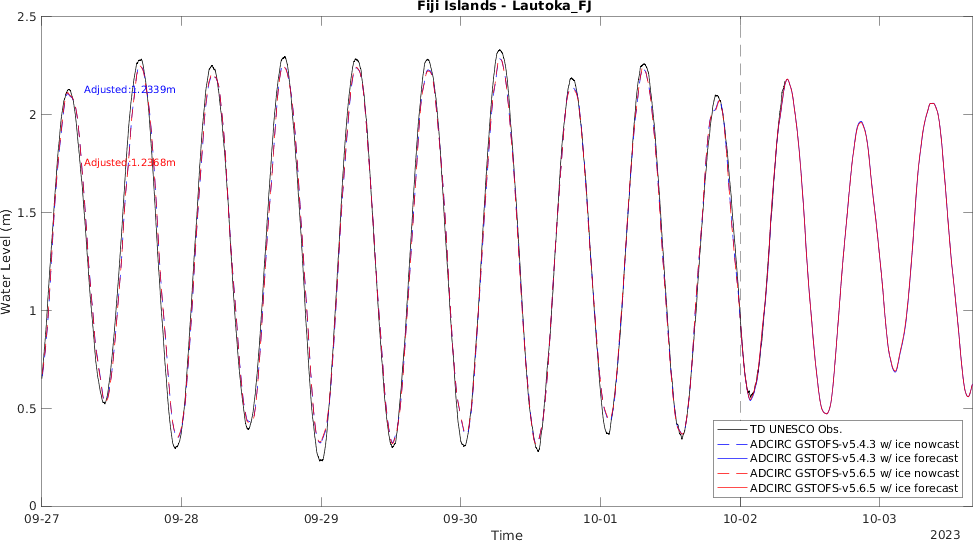 Fiji Islands - Lautoka_FJ
2.5
2
1.5
1
0.5
0
Water Level (m)
Adjusted:1.2339m
Adjusted:1.2368m
TD UNESCO Obs.
ADCIRC GSTOFS-v5.4.3 w/ ice nowcast
ADCIRC GSTOFS-v5.4.3 w/ ice forecast
ADCIRC GSTOFS-v5.6.5 w/ ice nowcast
ADCIRC GSTOFS-v5.6.5 w/ ice forecast
09-27 09-28 09-29 09-30 10-01 10-02 10-03
Time
2023